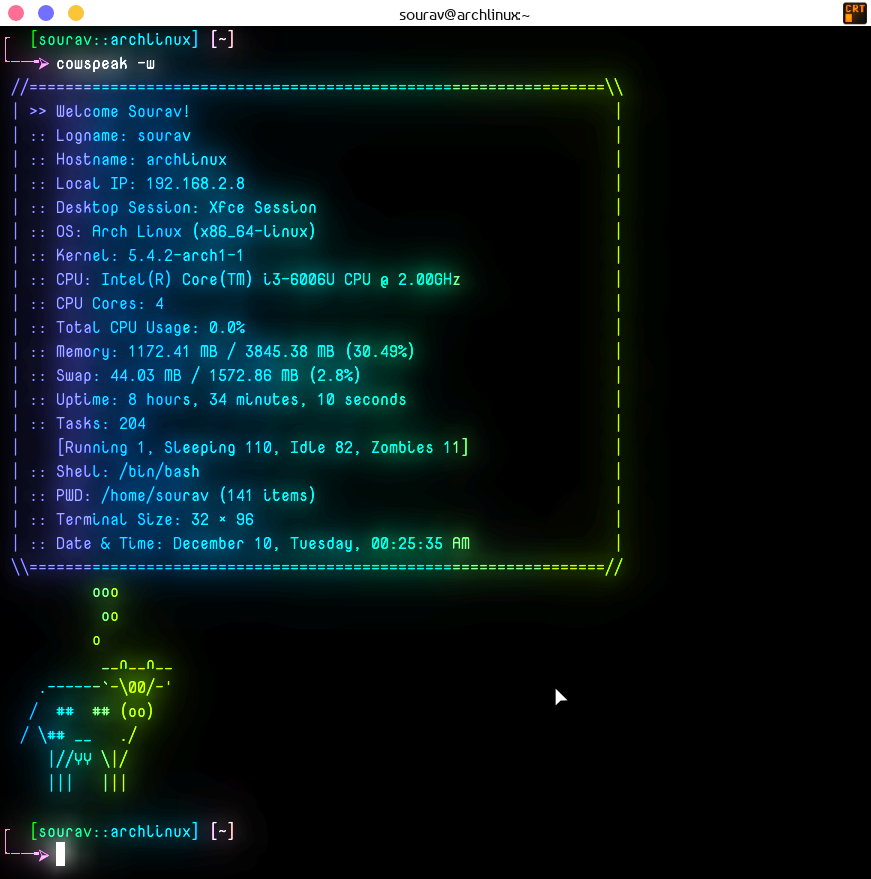 sourav@archlinux:~
CRT
[sourav::archlinux] [~]
cowspeak -w
//================================================================\\
| >> Welcome Sourav! |
| :: Logname: sourav |
| :: Hostname: archlinux |
| :: Local IP: 192.168.2.8 |
| :: Desktop Session: Xfce Session |
| :: OS: Arch Linux (x86_64-linux) |
| :: Kernel: 5.4.2-arch1-1 |
| :: CPU: Intel(R) Core(TM) i3-6006U CPU @ 2.00GHz |
| :: CPU Cores: 4 |
| :: Total CPU Usage: 0.0% |
| :: Memory: 1172.41 MB / 3845.38 MB (30.49%) |
| :: Swap: 44.03 MB / 1572.86 MB (2.8%) |
| :: Uptime: 8 hours, 34 minutes, 10 seconds |
| :: Tasks: 204 |
| [Running 1, Sleeping 110, Idle 82, Zombies 11] |
| :: Shell: /bin/bash |
| :: PWD: /home/sourav (141 items) |
| :: Terminal Size: 32 × 96 |
| :: Date & Time: December 10, Tuesday, 00:25:35 AM |
\\================================================================//
ooo
oo
o
__n__n__
.------`-\00/-'
/  ##  ## (oo)
/ \## __   ./
|//YY \|/
|||   |||
[sourav::archlinux] [~]